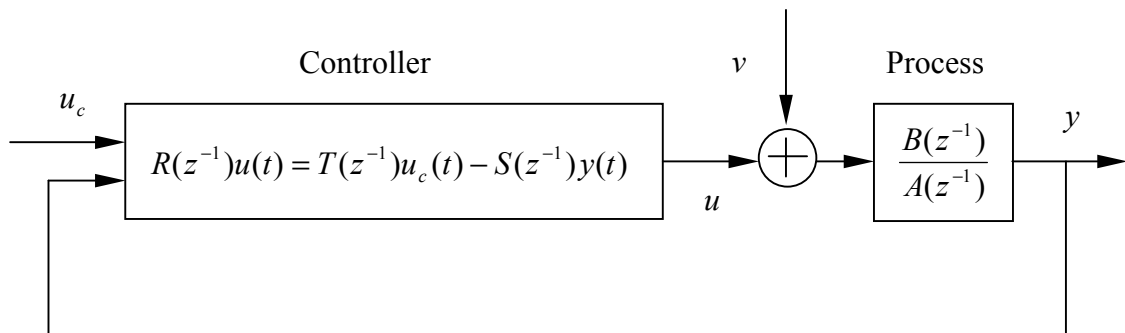 Controller
v
Process
u_c
R(z^{-1})u(t) = T(z^{-1})u_c(t) − S(z^{-1})y(t)
u
B(z^{-1})
A(z^{-1})
y